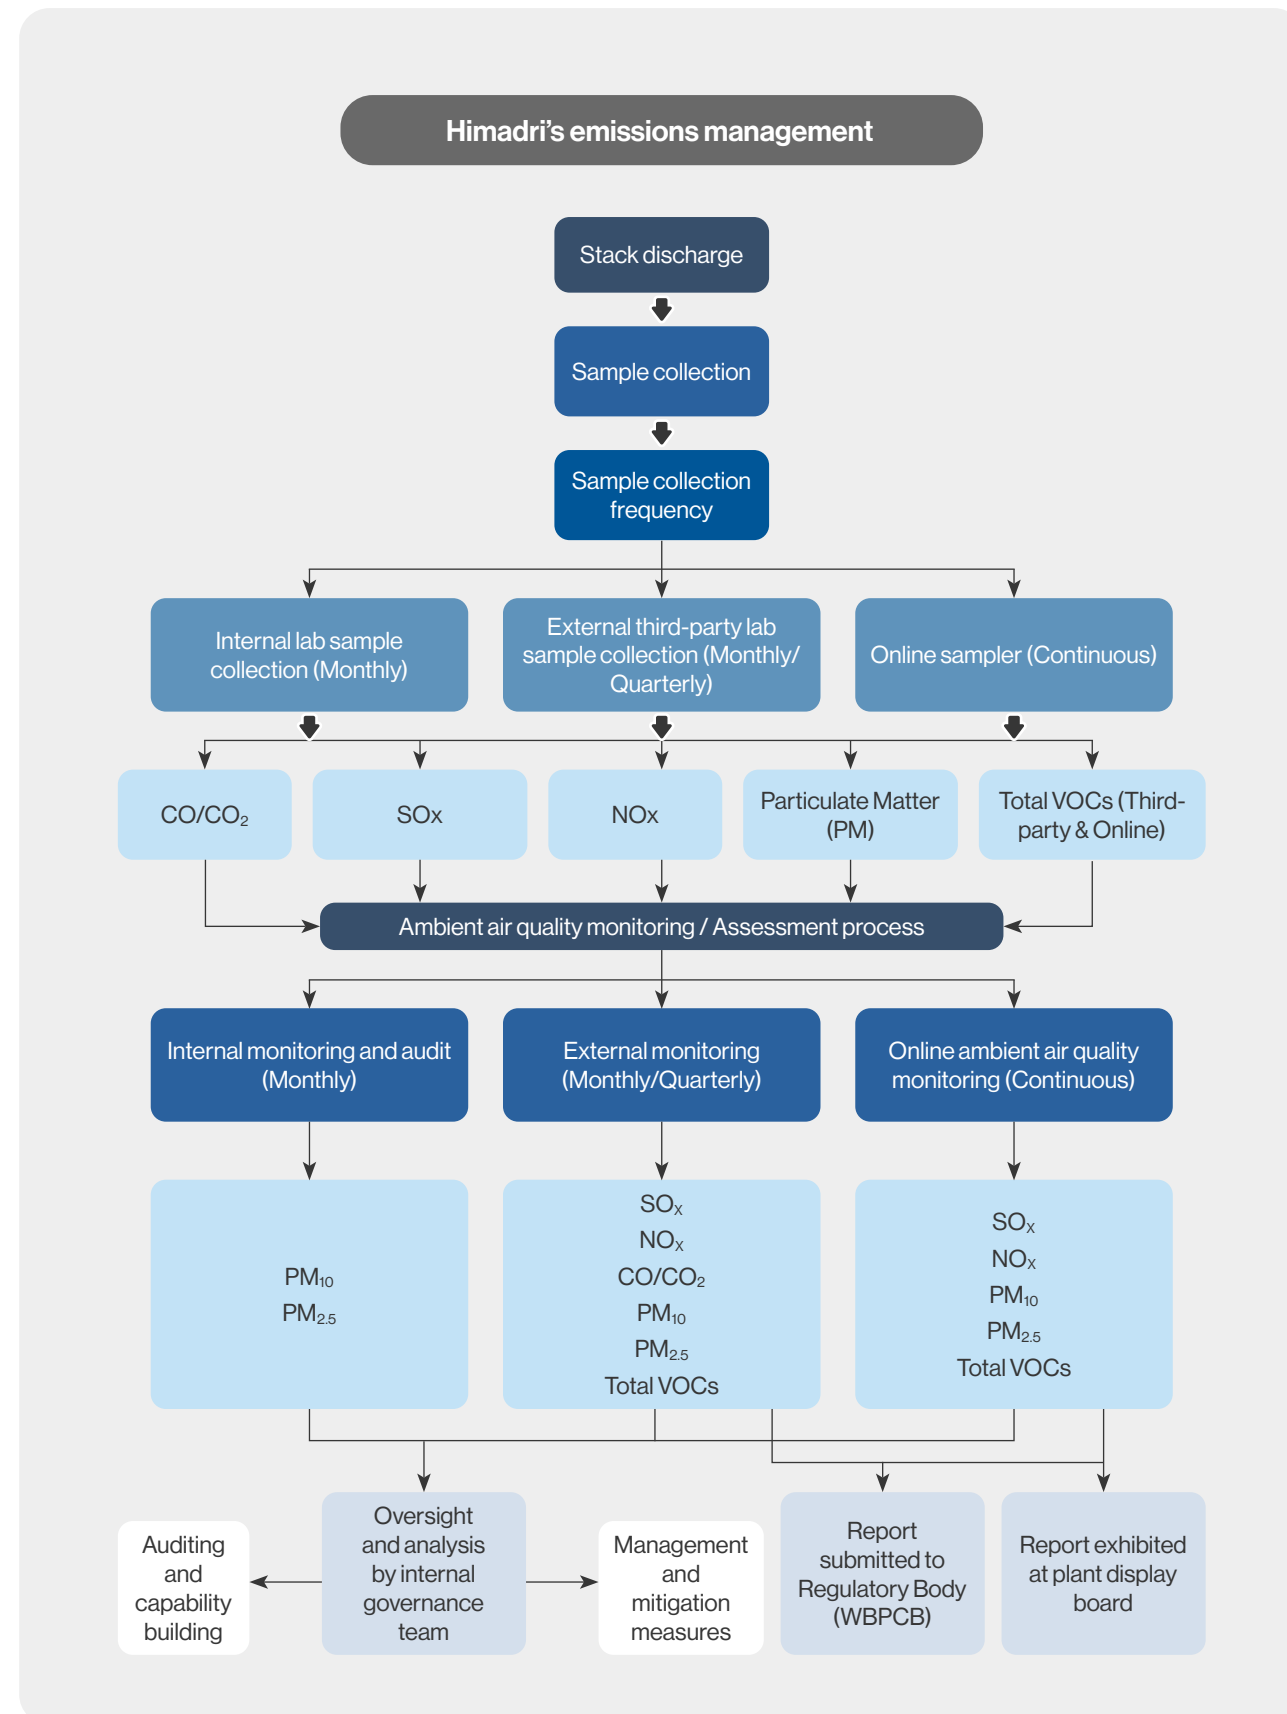 Himadri's emissions management
Stack discharge
Sample collection
Sample collection
frequency
Internal lab sample
collection (Monthly)
External third-party lab
sample collection (Monthly/
Quarterly)
Online sampler (Continuous)
CO/CO₂
SOx
NOx
Particulate Matter
(PM)
Total VOCs (Third-
party & Online)
Ambient air quality monitoring / Assessment process
Internal monitoring and audit
(Monthly)
External monitoring
(Monthly/Quarterly)
Online ambient air quality
monitoring (Continuous)
PM₁₀
PM₂.₅
SOₓ
NOₓ
CO/CO₂
PM₁₀
PM₂.₅
Total VOCs
SOₓ
NOₓ
PM₁₀
PM₂.₅
Total VOCs
Auditing
and
capability
building
Oversight
and analysis
by internal
governance
team
Management
and
mitigation
measures
Report
submitted to
Regulatory Body
(WBPCB)
Report exhibited
at plant display
board